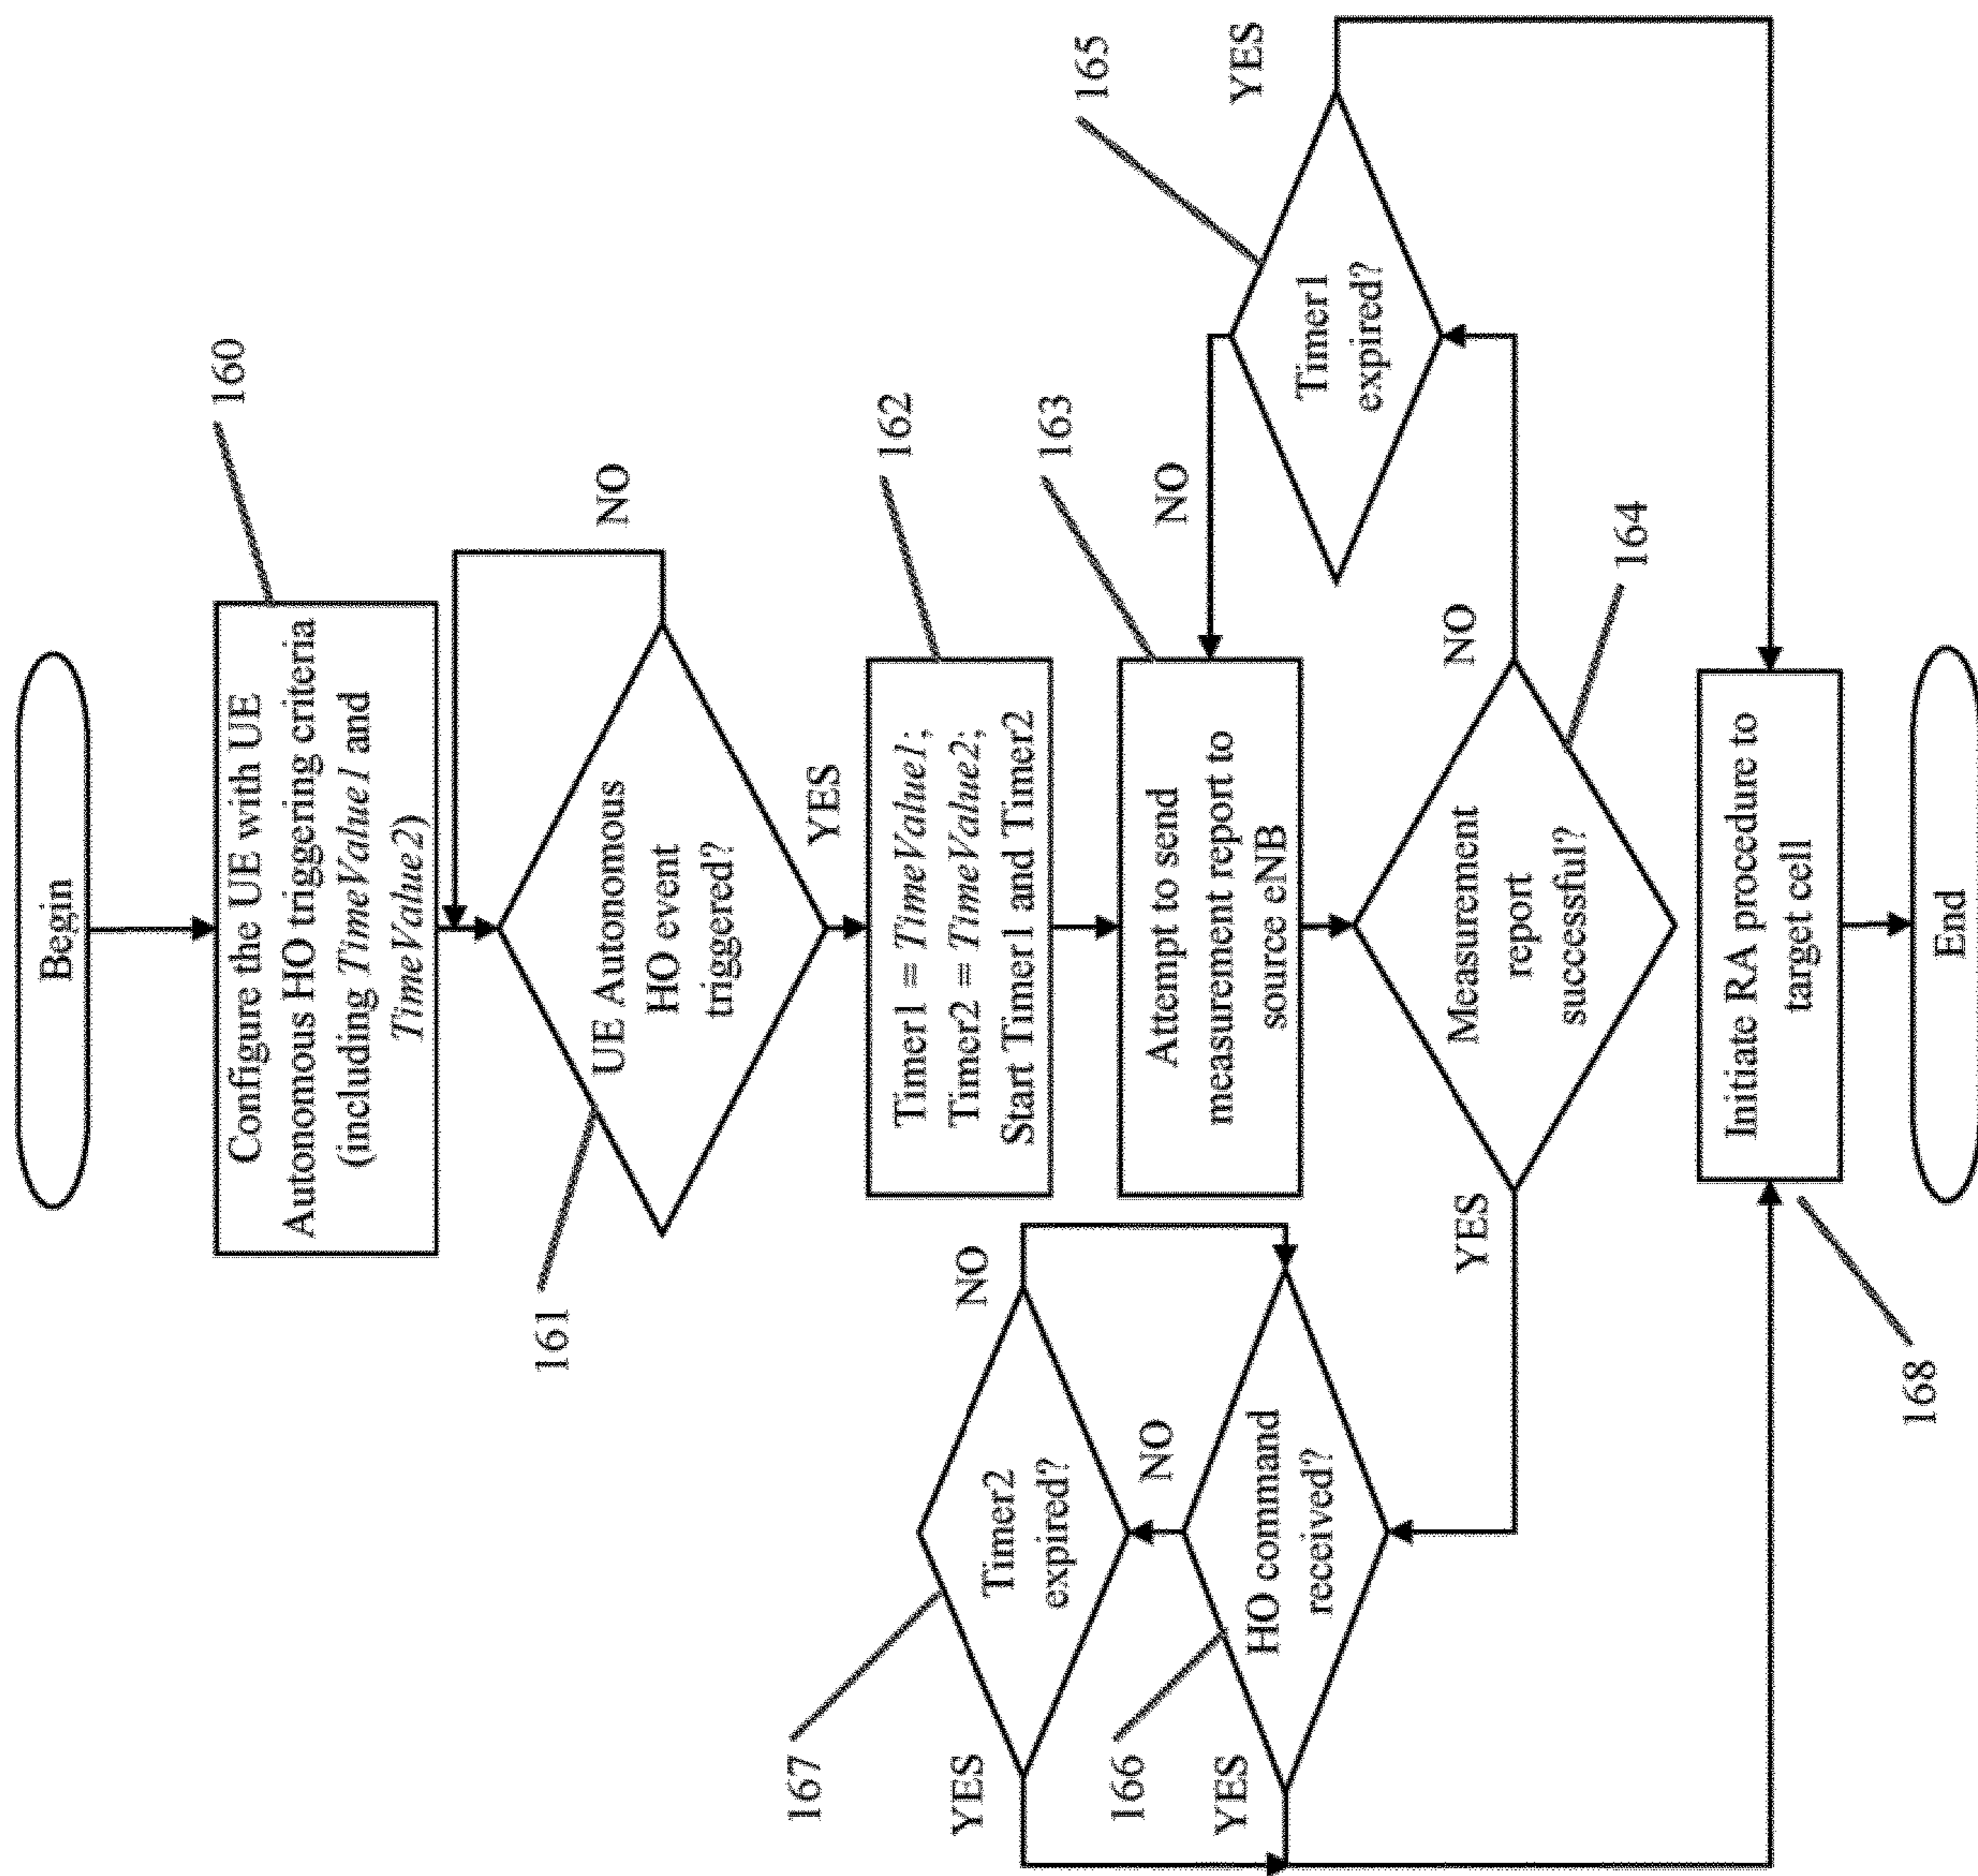 Begin
Configure the UE with UE
Autonomous HO triggering criteria
(including TimeValue1 and
TimeValue2)
160
UE Autonomous
HO event
triggered?
161
NO
YES
Timer1 = TimeValue1;
Timer2 = TimeValue2;
Start Timer1 and Timer2
162
Attempt to send
measurement report to
source eNB
163
Measurement
report
successful?
164
NO
YES
Timer1
expired?
165
NO
YES
HO command
received?
166
NO
YES
Timer2
expired?
167
NO
YES
Initiate RA procedure to
target cell
168
End